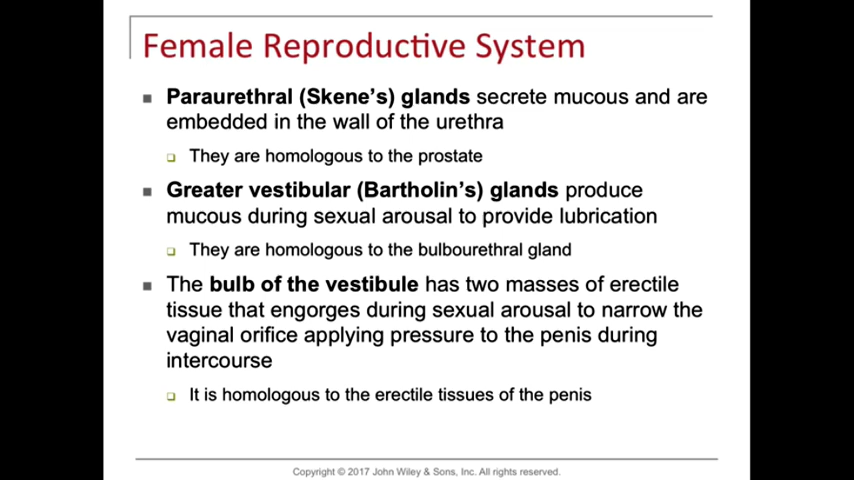 Female Reproductive System
Paraurethral (Skene's) glands secrete mucous and are
embedded in the wall of the urethra
They are homologous to the prostate
Greater vestibular (Bartholin's) glands produce
mucous during sexual arousal to provide lubrication
They are homologous to the bulbourethral gland
The bulb of the vestibule has two masses of erectile
tissue that engorges during sexual arousal to narrow the
vaginal orifice applying pressure to the penis during
intercourse
It is homologous to the erectile tissues of the penis
Copyright © 2017 John Wiley & Sons, Inc. All rights reserved.